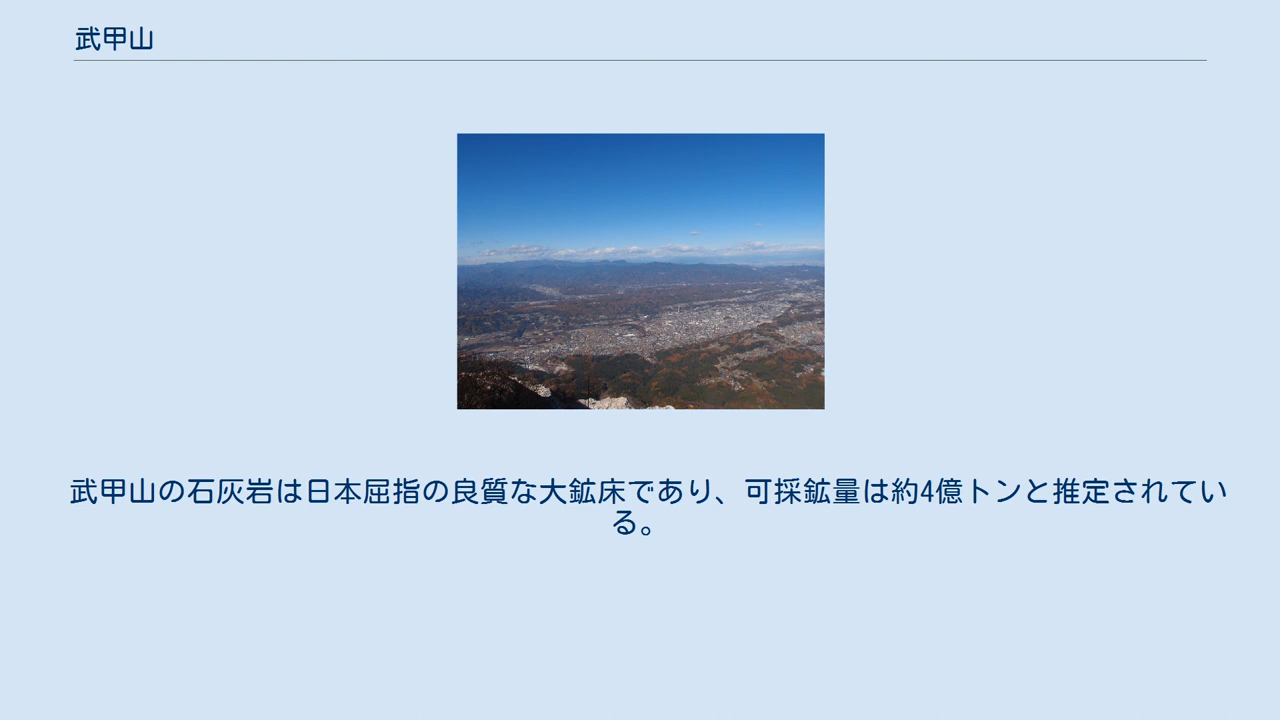 武甲山
武甲山の石灰岩は日本屈指の良質な大鉱床であり、可採鉱量は約4億トンと推定されてい
る。